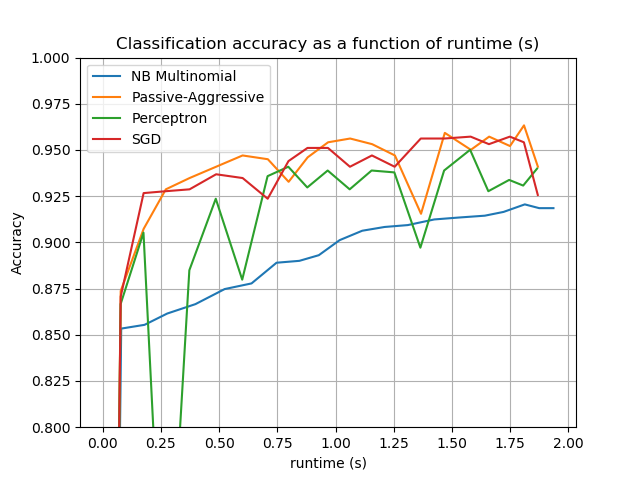 Classification accuracy as a function of runtime (s)
1.000
0.975
0.950
0.925
0.900
0.875
0.850
0.825
0.800
Accuracy
NB Multinomial
Passive-Aggressive
Perceptron
SGD
0.00 0.25 0.50 0.75 1.00 1.25 1.50 1.75 2.00
runtime (s)